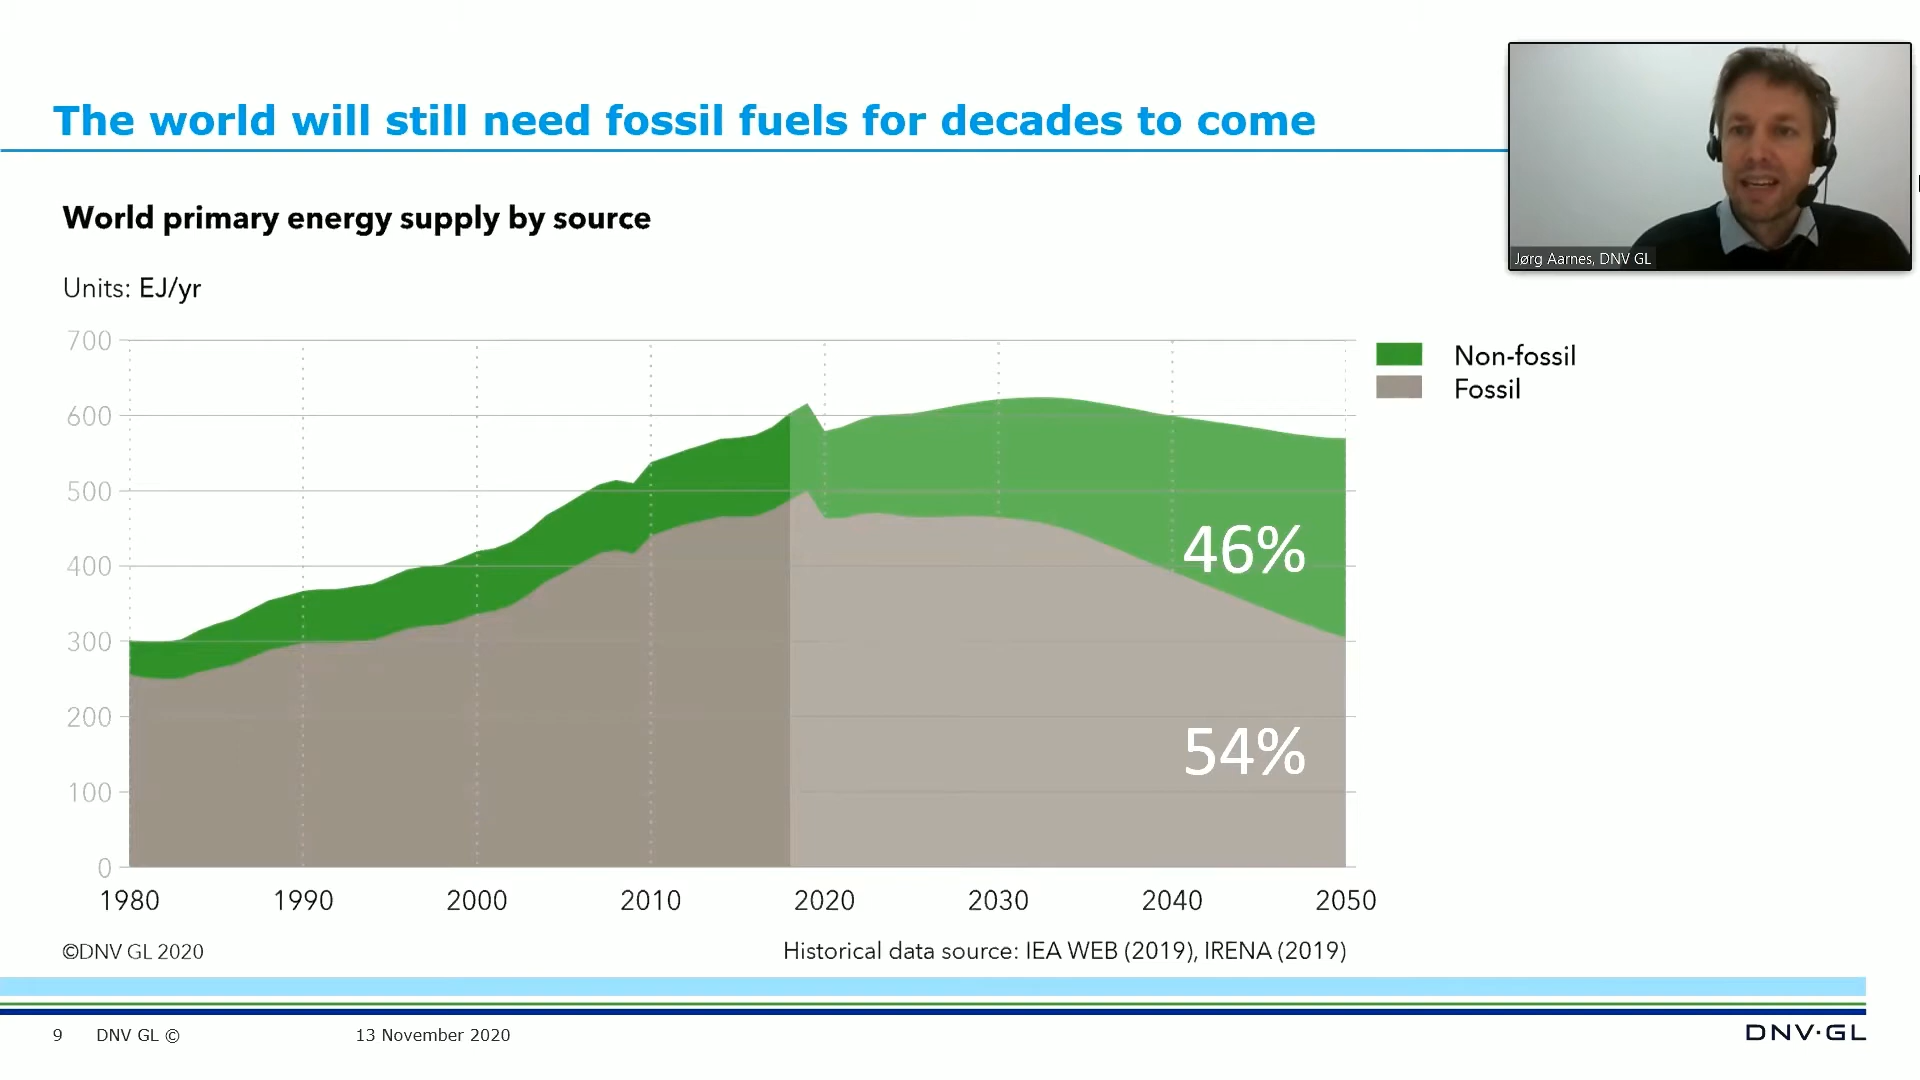 The world will still need fossil fuels for decades to come
Jørg Aarnes, DNV GL
World primary energy supply by source
Units: EJ/yr
700
600
500
400
300
200
100
0
Non-fossil
Fossil
46%
54%
1980 1990 2000 2010 2020 2030 2040 2050
©DNV GL 2020
Historical data source: IEA WEB (2019), IRENA (2019)
9 DNV GL © 13 November 2020
DNV·GL